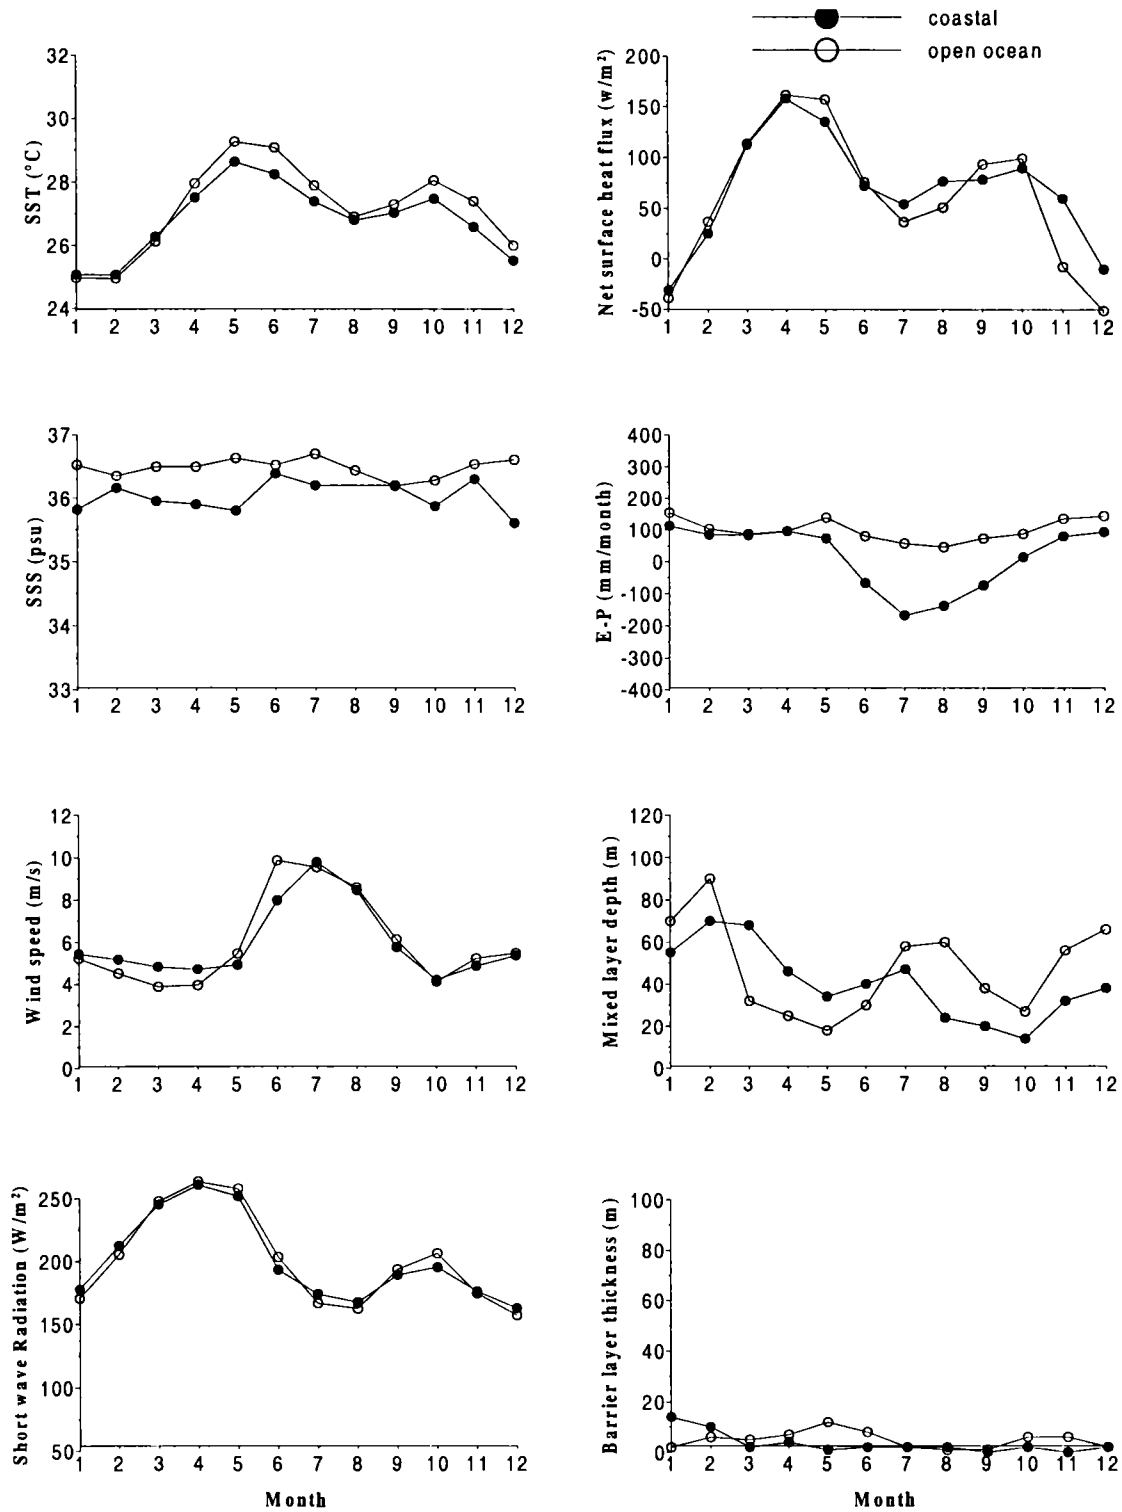 coastal
open ocean
SST (°C)
32
30
28
26
24
1 2 3 4 5 6 7 8 9 10 11 12
Net surface heat flux (w/m²)
200
150
100
50
0
-50
1 2 3 4 5 6 7 8 9 10 11 12
SSS (psu)
37
36
35
34
33
1 2 3 4 5 6 7 8 9 10 11 12
E-P (mm/month)
400
300
200
100
0
-100
-200
-300
-400
1 2 3 4 5 6 7 8 9 10 11 12
Wind speed (m/s)
12
10
8
6
4
2
0
1 2 3 4 5 6 7 8 9 10 11 12
Mixed layer depth (m)
120
100
80
60
40
20
0
1 2 3 4 5 6 7 8 9 10 11 12
Short wave Radiation (W/m²)
250
200
150
100
50
1 2 3 4 5 6 7 8 9 10 11 12
Month
Barrier layer thickness (m)
100
80
60
40
20
0
1 2 3 4 5 6 7 8 9 10 11 12
Month